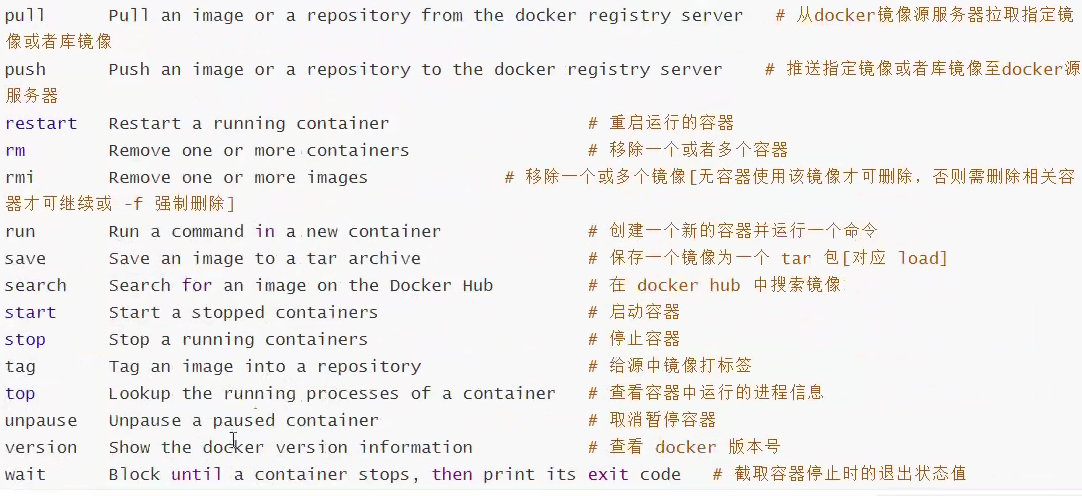 pull      Pull an image or a repository from the docker registry server   # 从docker镜像源服务器拉取指定镜
像或者库镜像
push      Push an image or a repository to the docker registry server    # 推送指定镜像或者库镜像至docker源
服务器
restart   Restart a running container                   # 重启运行的容器
rm        Remove one or more containers                 # 移除一个或者多个容器
rmi       Remove one or more images             # 移除一个或多个镜像[无容器使用该镜像才可删除，否则需删除相关容
器才可继续或 -f 强制删除]
run       Run a command in a new container              # 创建一个新的容器并运行一个命令
save      Save an image to a tar archive                # 保存一个镜像为一个 tar 包[对应 load]
search    Search for an image on the Docker Hub         # 在 docker hub 中搜索镜像
start     Start a stopped containers                    # 启动容器
stop      Stop a running containers                     # 停止容器
tag       Tag an image into a repository                # 给源中镜像打标签
top       Lookup the running processes of a container   # 查看容器中运行的进程信息
unpause   Unpause a paused container                    # 取消暂停容器
version   Show the docker version information           # 查看 docker 版本号
wait      Block until a container stops, then print its exit code   # 截取容器停止时的退出状态值